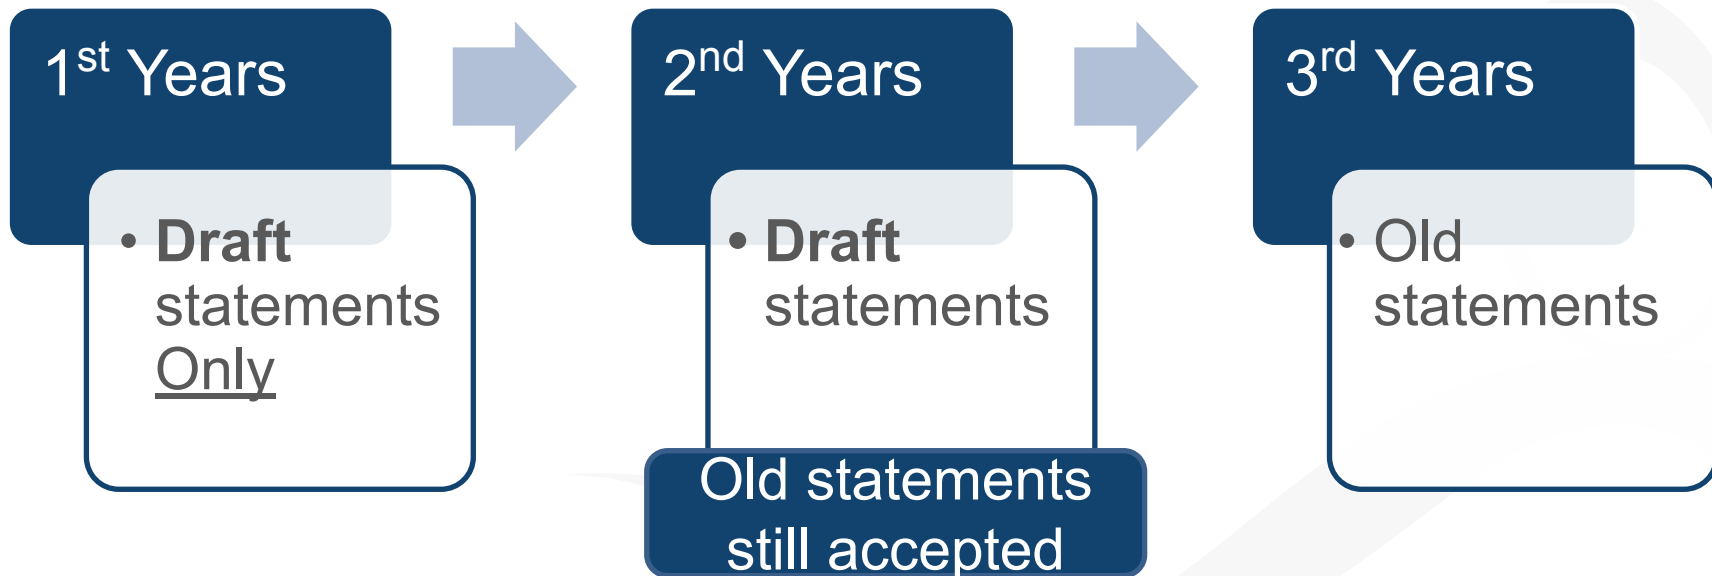 1st Years
• Draft
statements
Only
2nd Years
• Draft
statements
Old statements
still accepted
3rd Years
• Old
statements